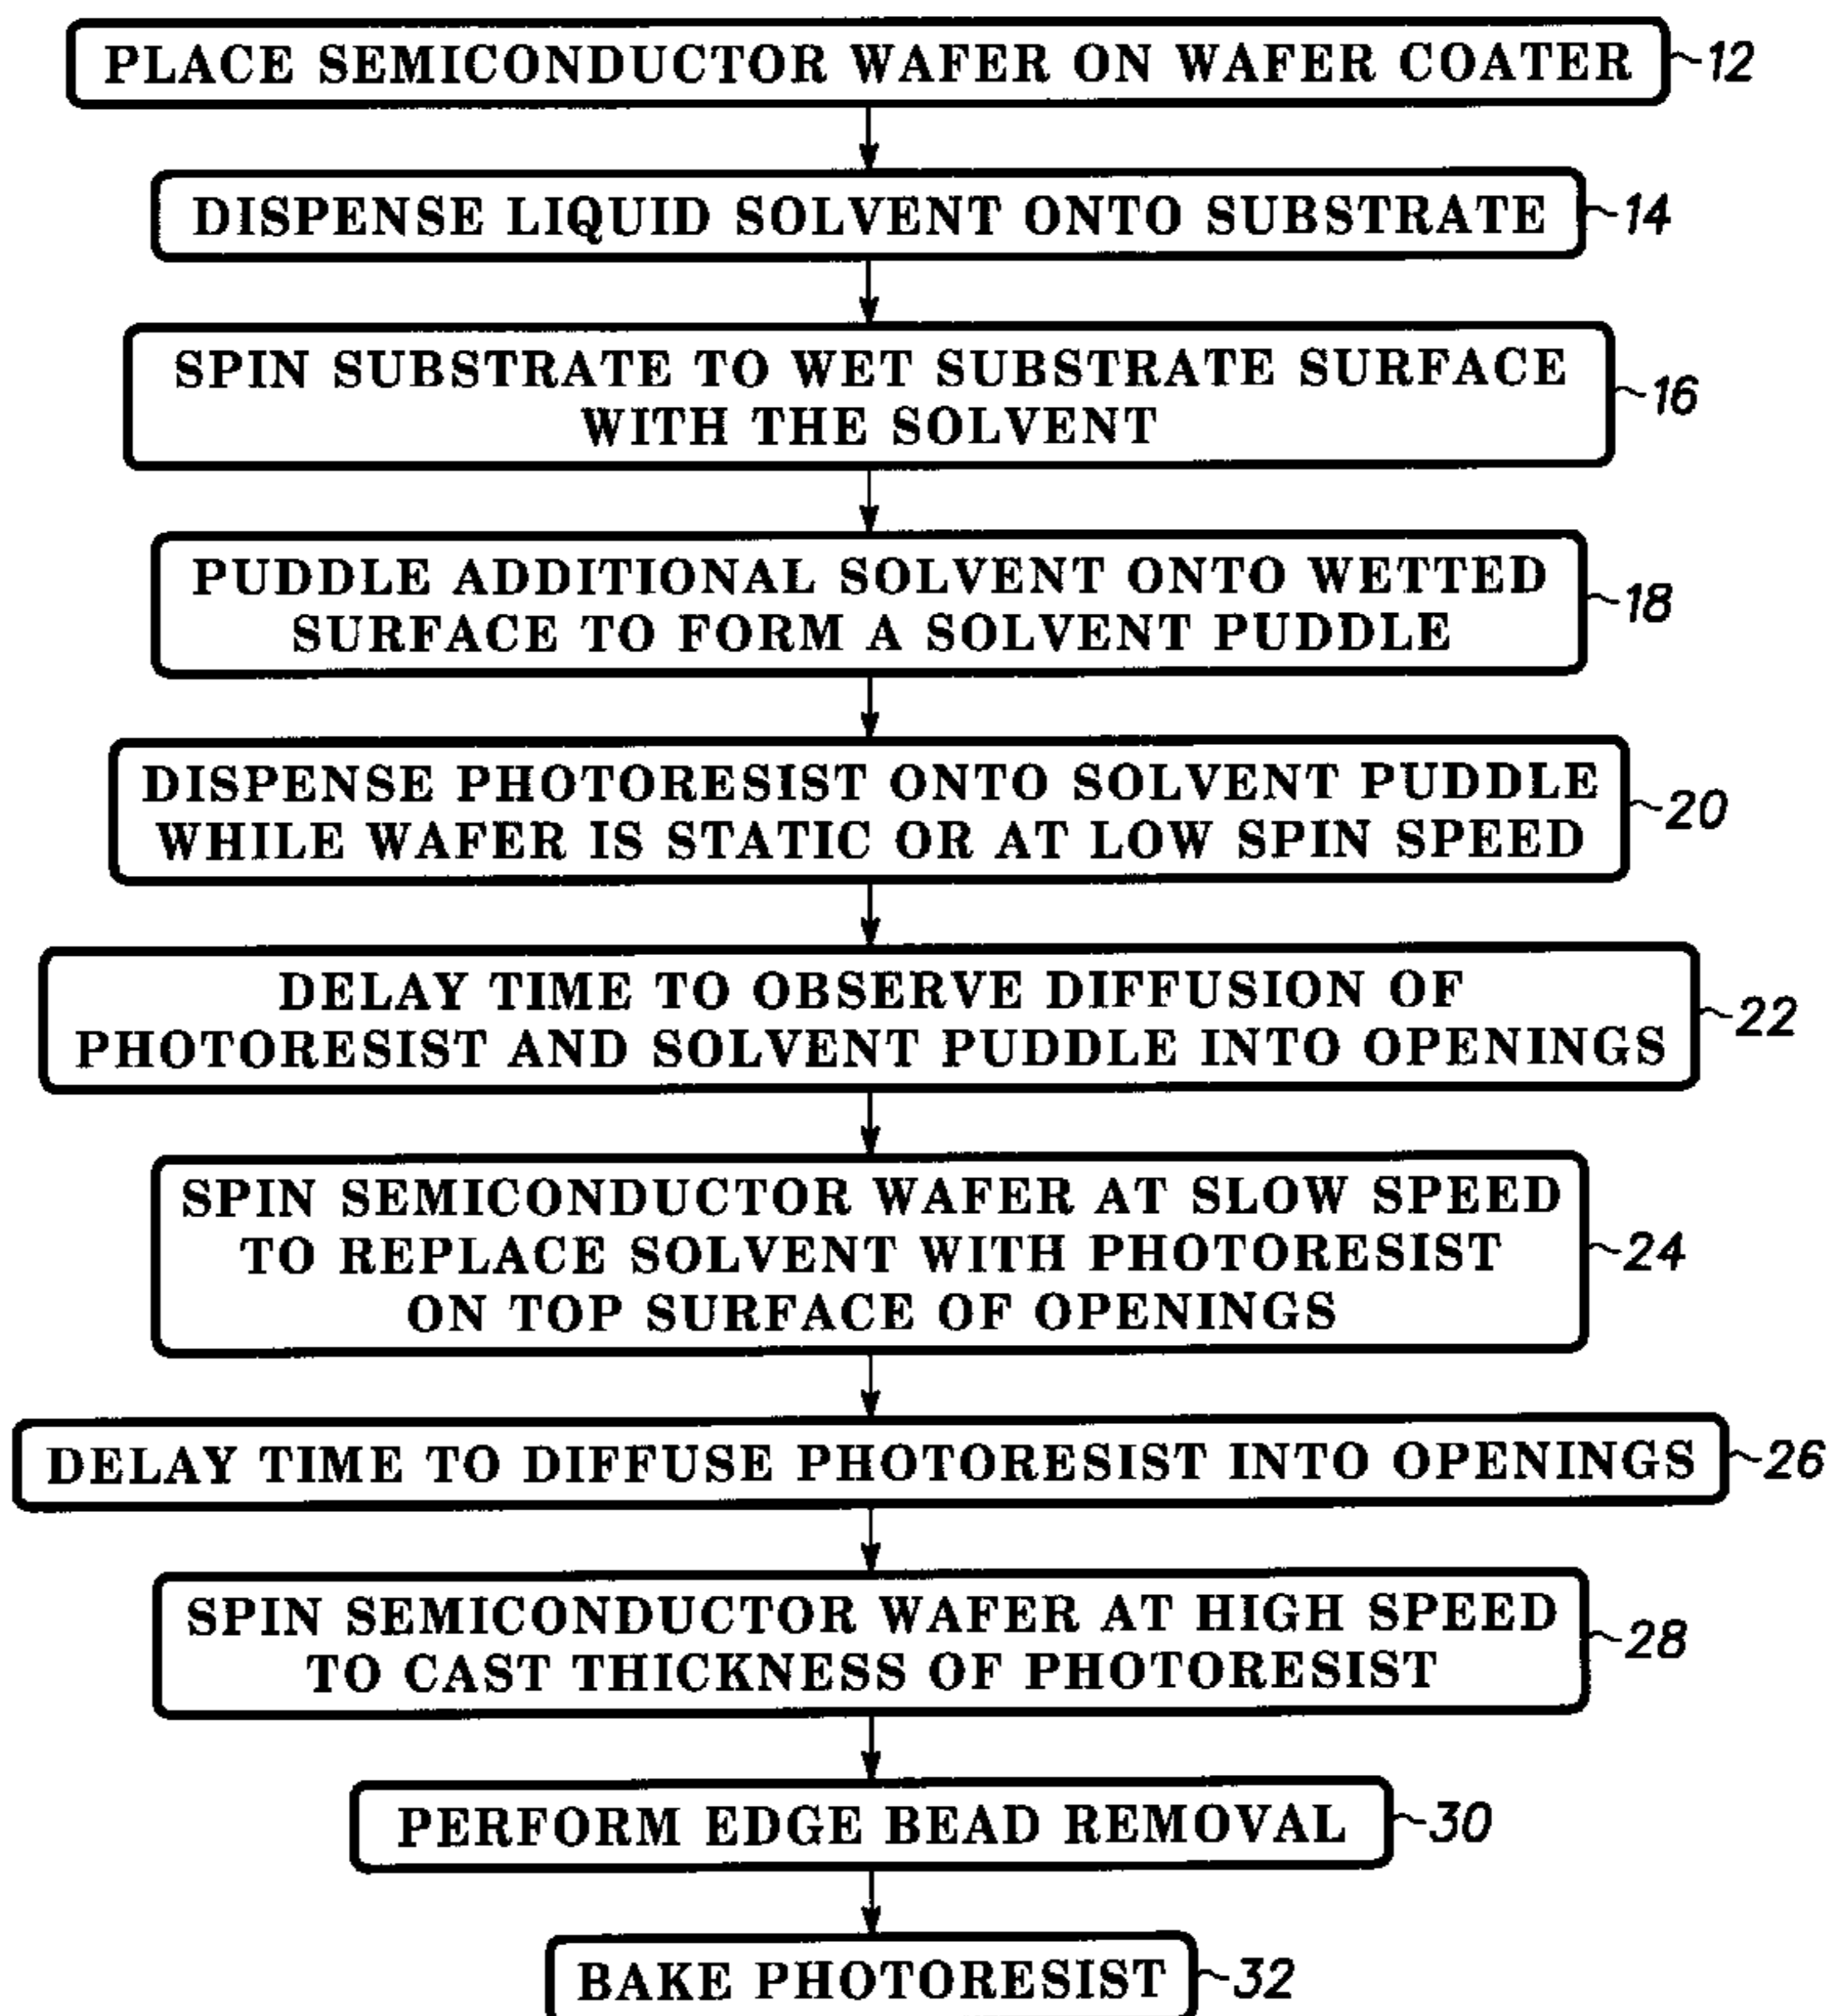 PLACE SEMICONDUCTOR WAFER ON WAFER COATER
12
DISPENSE LIQUID SOLVENT ONTO SUBSTRATE
14
SPIN SUBSTRATE TO WET SUBSTRATE SURFACE
WITH THE SOLVENT
16
PUDDLE ADDITIONAL SOLVENT ONTO WETTED
SURFACE TO FORM A SOLVENT PUDDLE
18
DISPENSE PHOTORESIST ONTO SOLVENT PUDDLE
WHILE WAFER IS STATIC OR AT LOW SPIN SPEED
20
DELAY TIME TO OBSERVE DIFFUSION OF
PHOTORESIST AND SOLVENT PUDDLE INTO OPENINGS
22
SPIN SEMICONDUCTOR WAFER AT SLOW SPEED
TO REPLACE SOLVENT WITH PHOTORESIST
ON TOP SURFACE OF OPENINGS
24
DELAY TIME TO DIFFUSE PHOTORESIST INTO OPENINGS
26
SPIN SEMICONDUCTOR WAFER AT HIGH SPEED
TO CAST THICKNESS OF PHOTORESIST
28
PERFORM EDGE BEAD REMOVAL
30
BAKE PHOTORESIST
32